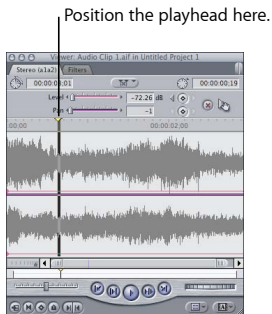 Position the playhead here.
Viewer: Audio Clip 1.aif in Untitled Project 1
Stereo (a1a2) Filters
00:00:03:01 00:00:00:19
Level -72.26 dB
Pan -1
00:00 00:00:02:00